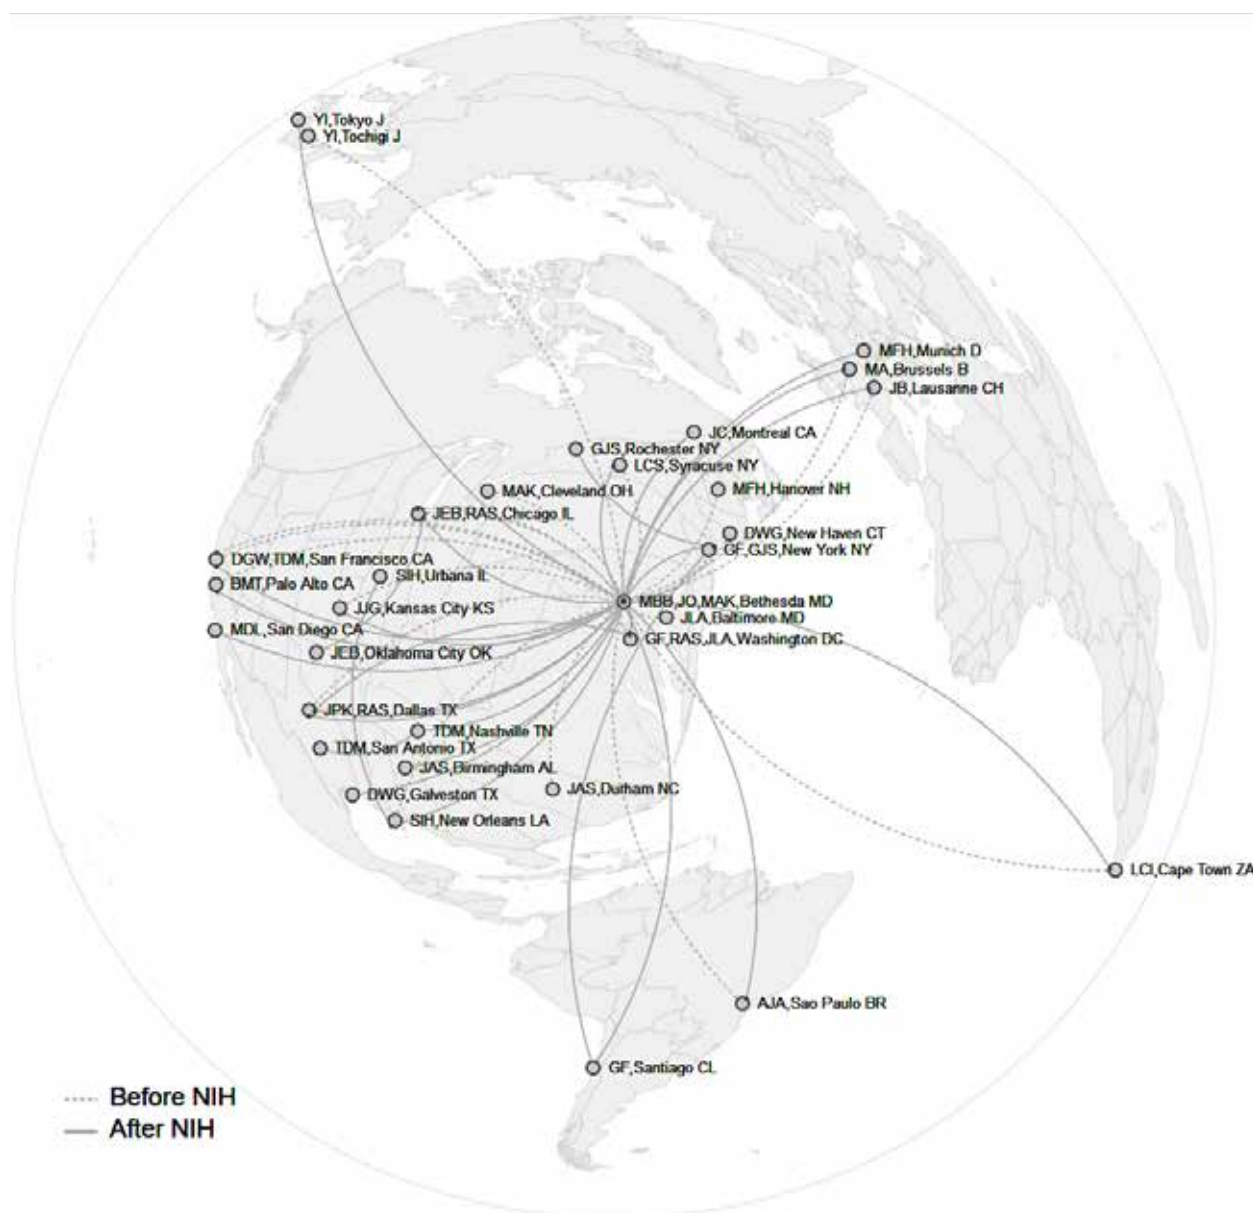 YI,Tokyo J
YI,Tochigi J
MFH,Munich D
MA,Brussels B
JB,Lausanne CH
JC,Montreal CA
GJS,Rochester NY
LCS,Syracuse NY
MAK,Cleveland OH
MFH,Hanover NH
JEB,RAS,Chicago IL
DWG,New Haven CT
GF,GJS,New York NY
DGW,TDM,San Francisco CA
SIH,Urbana IL
BMT,Palo Alto CA
MBB,JO,MAK,Bethesda MD
JJG,Kansas City KS
JLA,Baltimore MD
MDL,San Diego CA
GF,RAS,JLA,Washington DC
JEB,Oklahoma City OK
JPK,RAS,Dallas TX
TDM,Nashville TN
TDM,San Antonio TX
JAS,Birmingham AL
JAS,Durham NC
DWG,Galveston TX
SIH,New Orleans LA
LCI,Cape Town ZA
AJA,Sao Paulo BR
GF,Santiago CL
Before NIH
After NIH